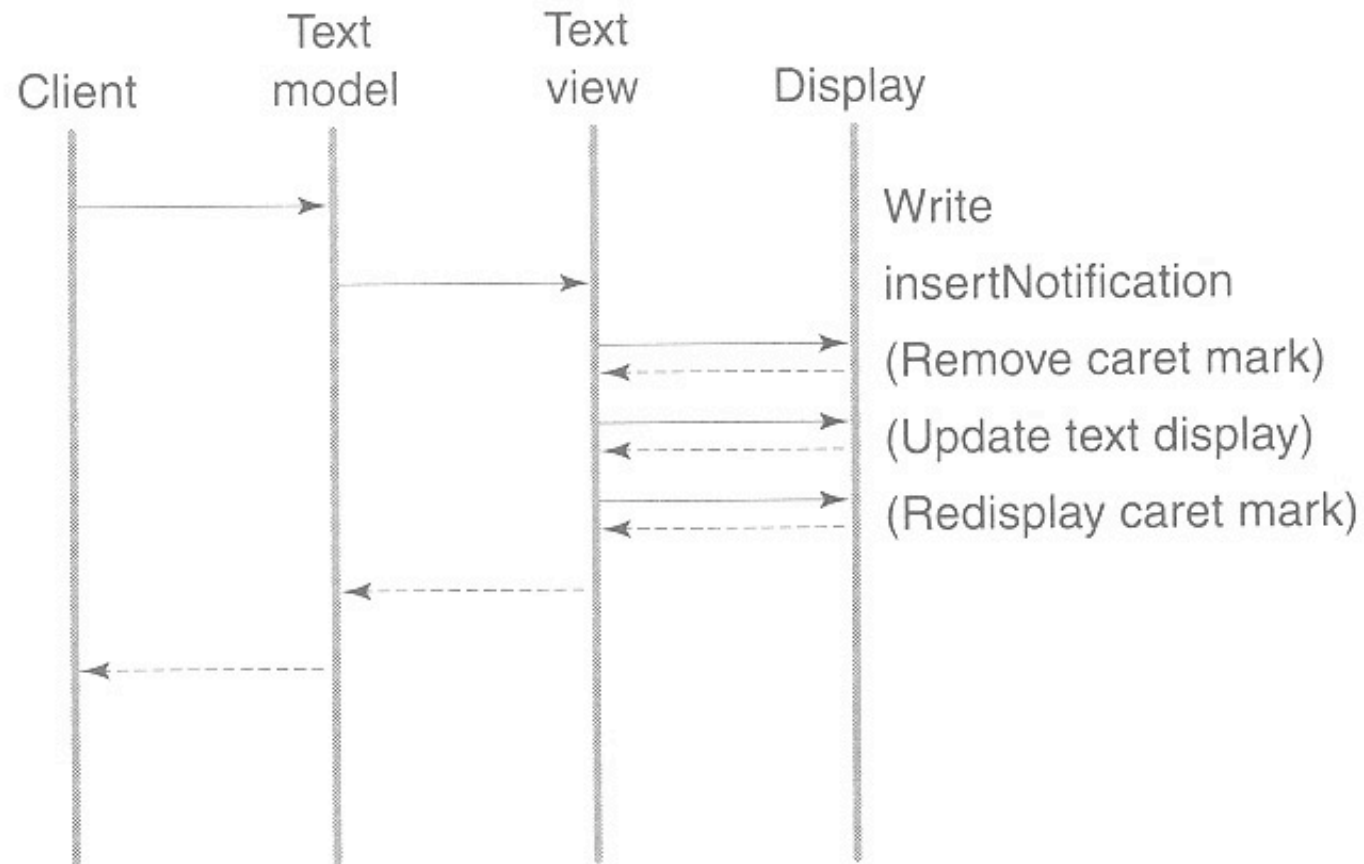 Client
Text
model
Text
view
Display
Write
insertNotification
(Remove caret mark)
(Update text display)
(Redisplay caret mark)